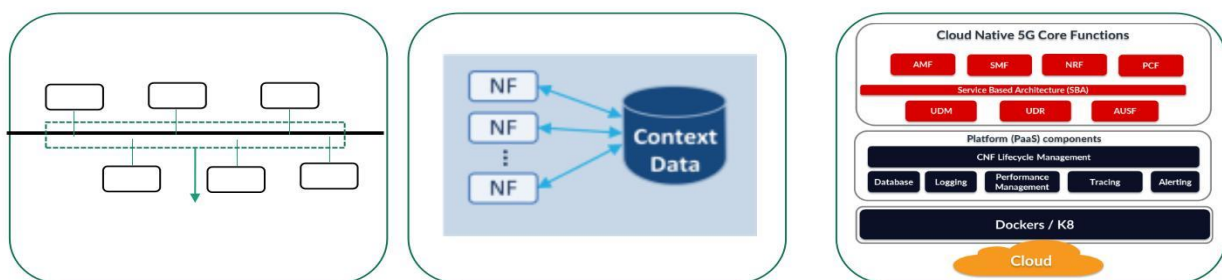 NF
NF
NF
Context
Data
Cloud Native 5G Core Functions
AMF SMF NRF PCF
Service Based Architecture (SBA)
UDM UDR AUSF
Platform (PaaS) components
CNF Lifecycle Management
Database Logging Performance Management Tracing Alerting
Dockers / K8
Cloud